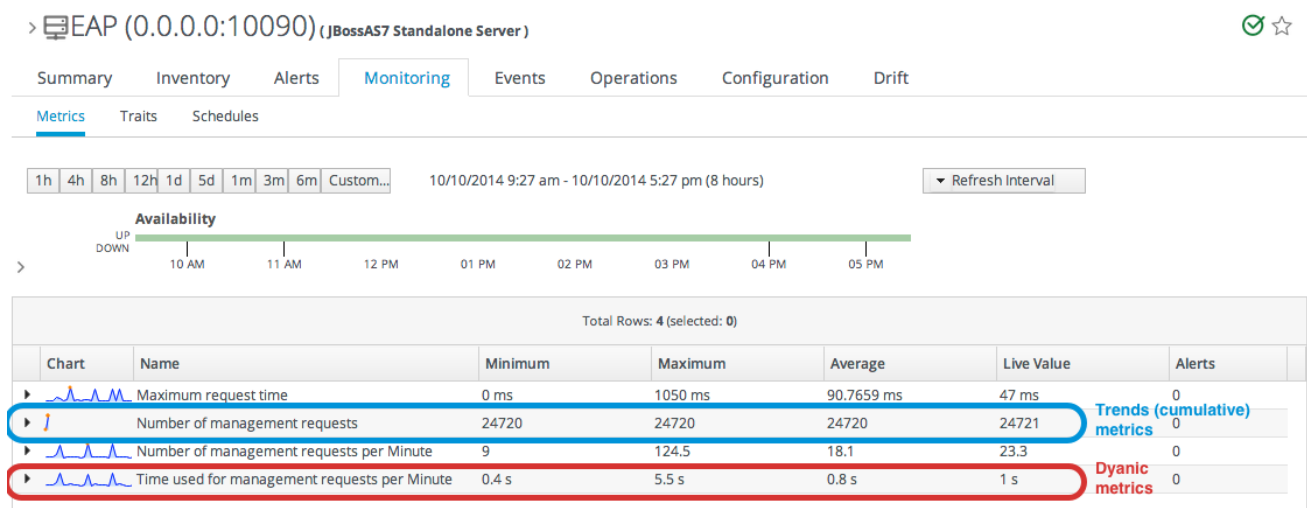 EAP (0.0.0.0:10090) ( JBossAS7 Standalone Server )
Summary Inventory Alerts Monitoring Events Operations Configuration Drift
Metrics Traits Schedules
1h 4h 8h 12h 1d 5d 1m 3m 6m Custom... 10/10/2014 9:27 am - 10/10/2014 5:27 pm (8 hours) Refresh Interval
Availability
UP
DOWN
10 AM 11 AM 12 PM 01 PM 02 PM 03 PM 04 PM 05 PM
Total Rows: 4 (selected: 0)
Chart Name Minimum Maximum Average Live Value Alerts
Maximum request time 0 ms 1050 ms 90.7659 ms 47 ms 0
Trends (cumulative)
metrics
Number of management requests 24720 24720 24720 24721 0
Number of management requests per Minute 9 124.5 18.1 23.3 0
Dyanic
metrics
Time used for management requests per Minute 0.4 s 5.5 s 0.8 s 1 s 0